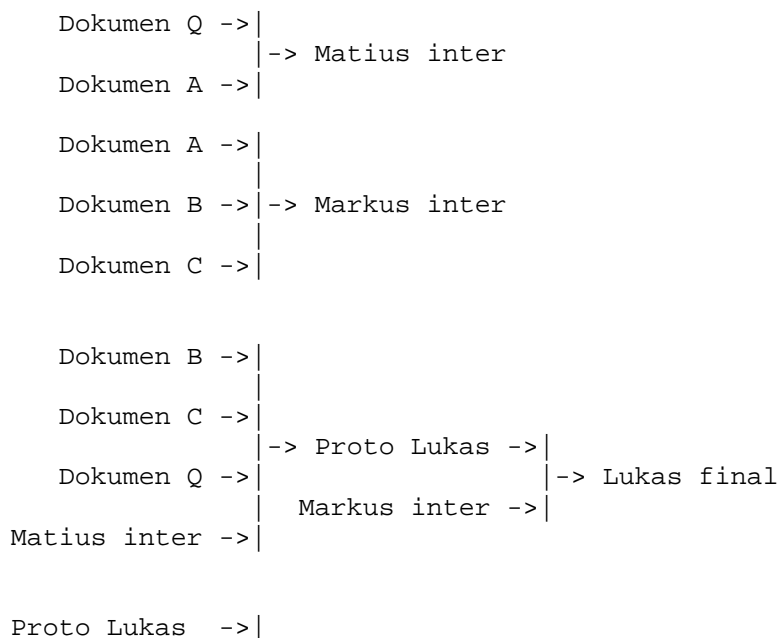 Dokumen Q ->|
|-> Matius inter
Dokumen A ->|
Dokumen A ->|
|
Dokumen B ->|-> Markus inter
|
Dokumen C ->|
Dokumen B ->|
|
Dokumen C ->|
|-> Proto Lukas ->|
Dokumen Q ->| |-> Lukas final
| Markus inter ->|
Matius inter ->|
Proto Lukas ->|